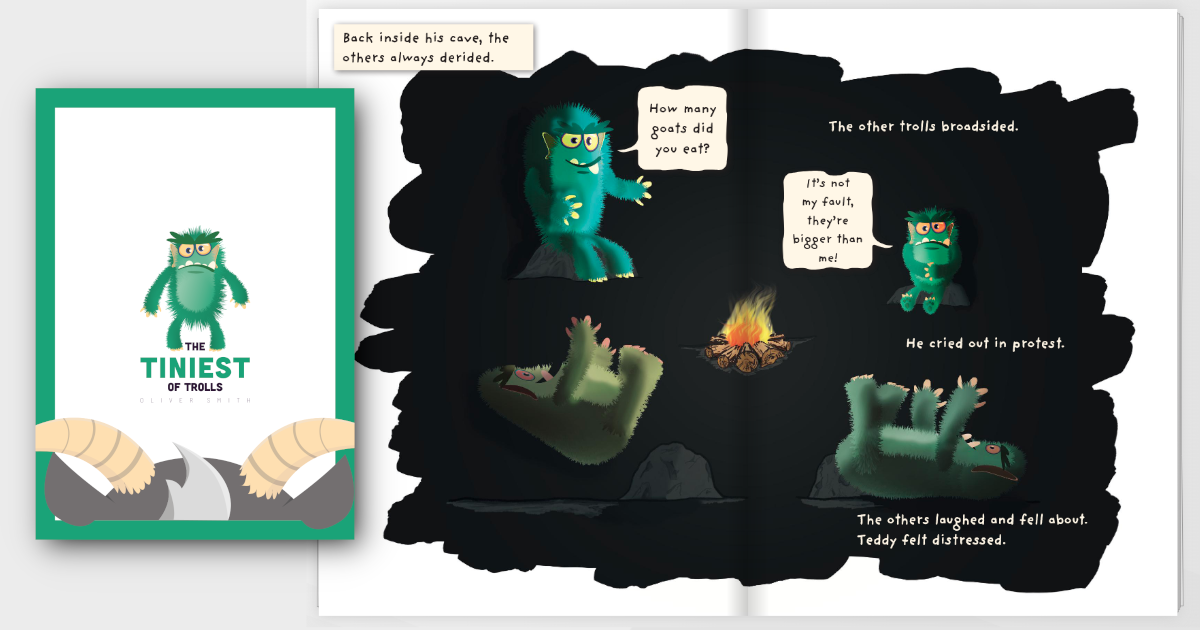 THE
TINIEST
OF TROLLS
OLIVER SMITH
Back inside his cave, the
others always derided.
How many
goats did
you eat?
The other trolls broadsided.
It's not
my fault,
they're
bigger than
me!
He cried out in protest.
The others laughed and fell about.
Teddy felt distressed.